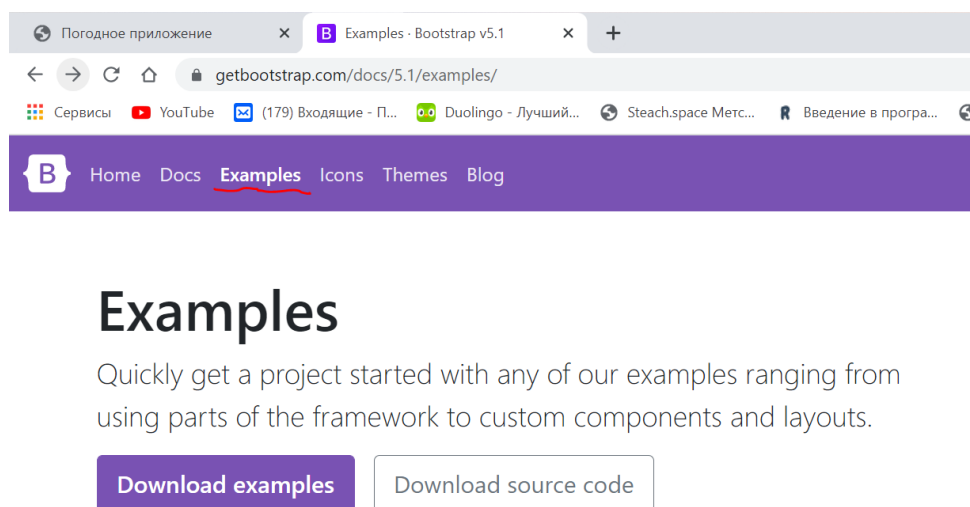 Погодное приложение
B Examples · Bootstrap v5.1
getbootstrap.com/docs/5.1/examples/
Сервисы YouTube (179) Входящие - П... Duolingo - Лучший... Steach.space Метс... R Введение в програ...
B Home Docs Examples Icons Themes Blog
Examples
Quickly get a project started with any of our examples ranging from
using parts of the framework to custom components and layouts.
Download examples Download source code